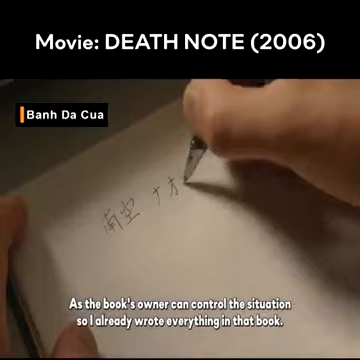 Movie: DEATH NOTE (2006)
Banh Da Cua
南空 ナオ
As the book's owner can control the situation
so I already wrote everything in that book.